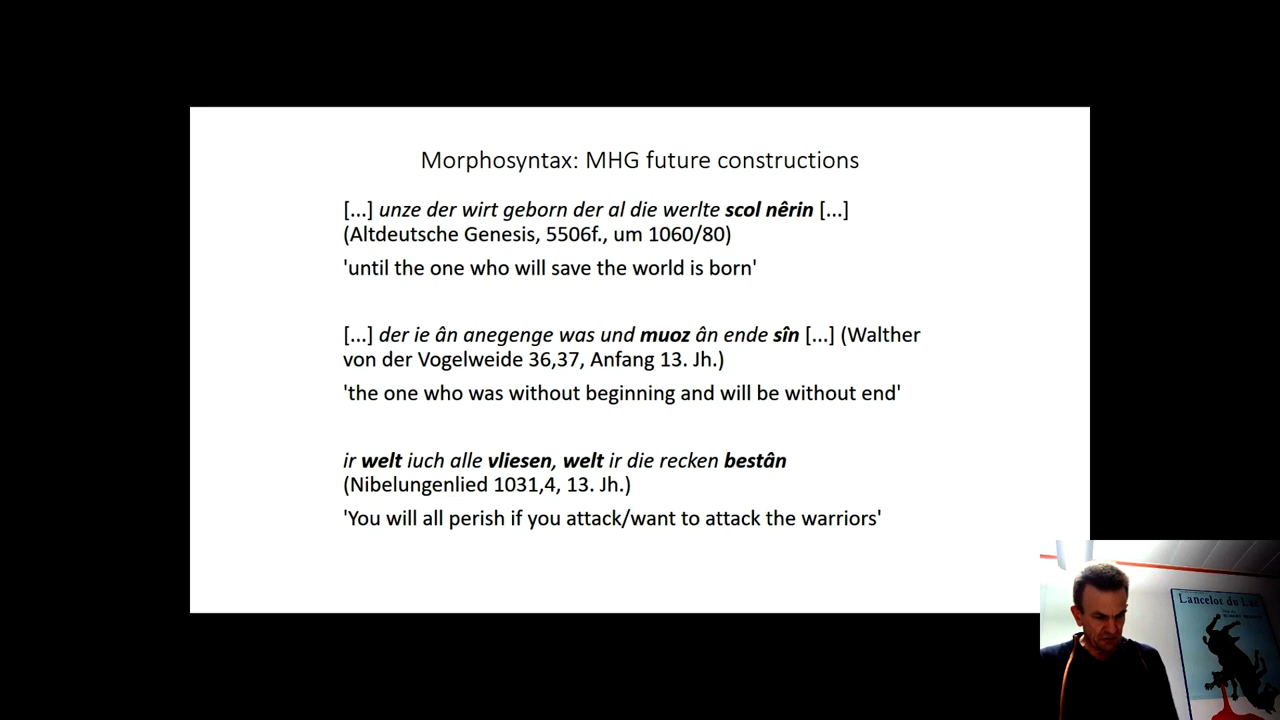 Morphosyntax: MHG future constructions
[...] unze der wirt geborn der al die werlte scol nêrin [...]
(Altdeutsche Genesis, 5506f., um 1060/80)
'until the one who will save the world is born'
[...] der ie ân anegenge was und muoz ân ende sîn [...] (Walther
von der Vogelweide 36,37, Anfang 13. Jh.)
'the one who was without beginning and will be without end'
ir welt iuch alle vliesen, welt ir die recken bestân
(Nibelungenlied 1031,4, 13. Jh.)
'You will all perish if you attack/want to attack the warriors'
Lancelot du